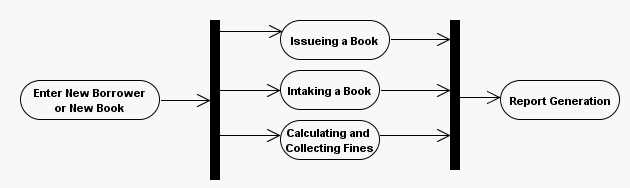 Enter New Borrower
or New Book
Issueing a Book
Intaking a Book
Calculating and
Collecting Fines
Report Generation